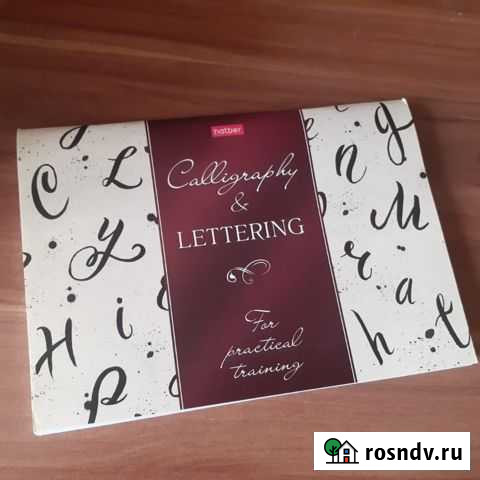 hatber
Calligraphy
&
LETTERING
For
practical
training
C L
y
H i
p
n g
M
r a
h t
rosndv.ru